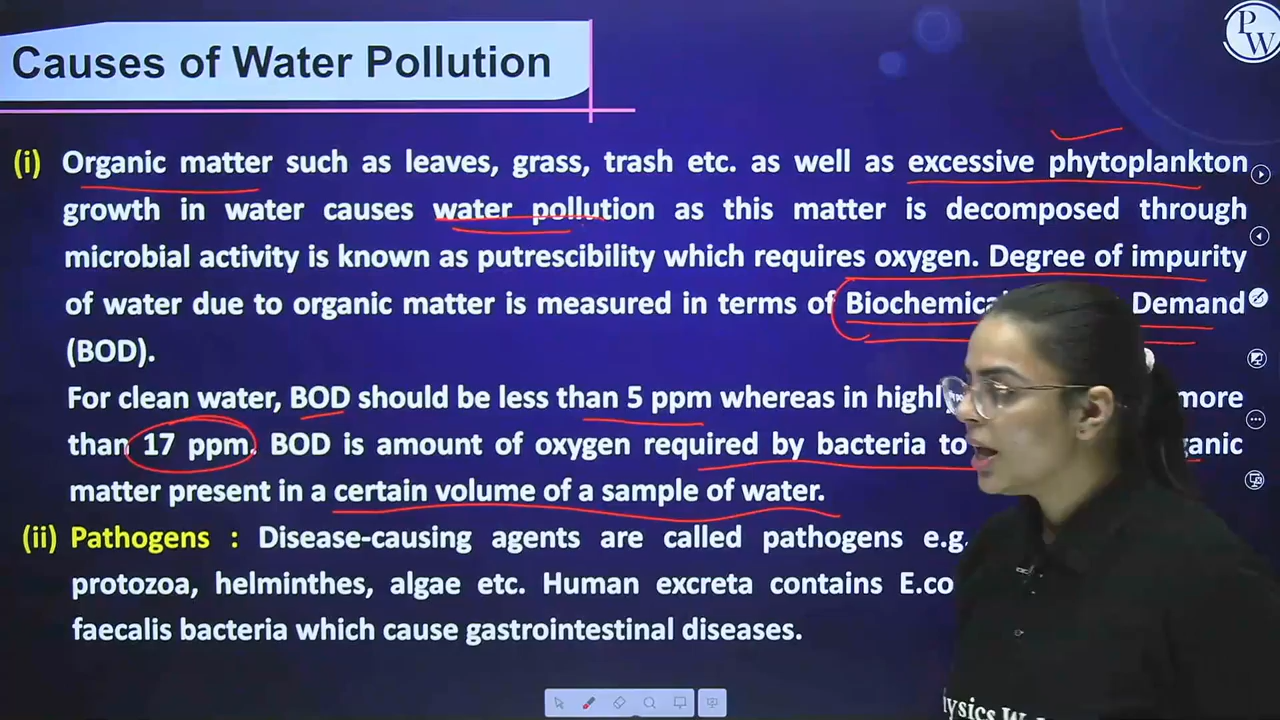 Causes of Water Pollution
PW
(i) Organic matter such as leaves, grass, trash etc. as well as excessive phytoplankton
growth in water causes water pollution as this matter is decomposed through
microbial activity is known as putrescibility which requires oxygen. Degree of impurity
of water due to organic matter is measured in terms of Demand
(BOD).
For clean water, BOD should be less than 5 ppm whereas in more
than 17 ppm. BOD is amount of oxygen required by bacteria to
matter present in a certain volume of a sample of water.
(ii) Pathogens : Disease-causing agents are called pathogens e.g.
protozoa, helminthes, algae etc. Human excreta contains
faecalis bacteria which cause gastrointestinal diseases.